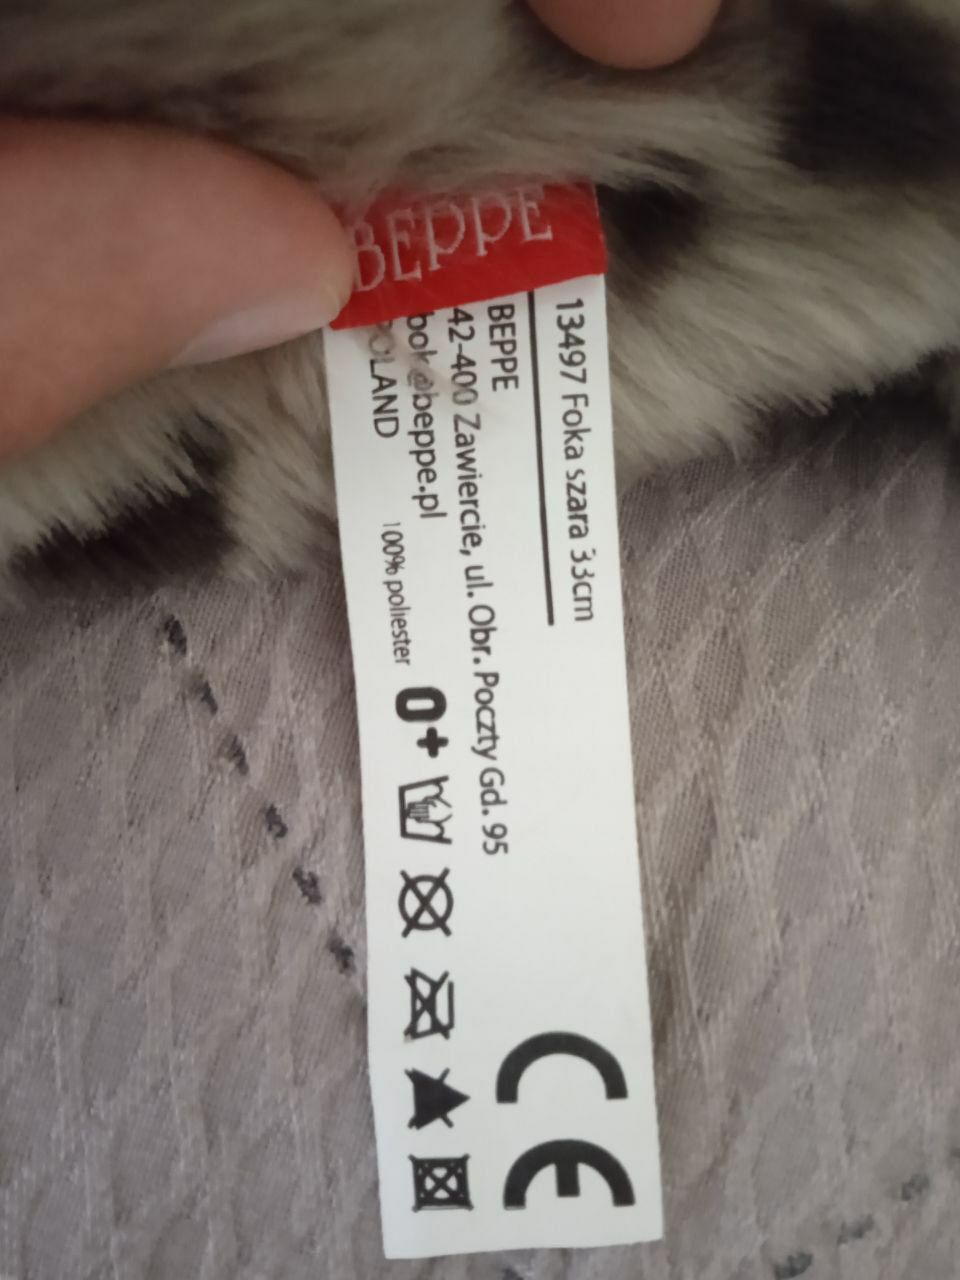 BEPPE
13497 Foka szara 33cm
BEPPE
42-400 Zawiercie, ul. Obr. Poczty Gd. 95
bok@beppe.pl
POLAND
100% poliester
0+
CE